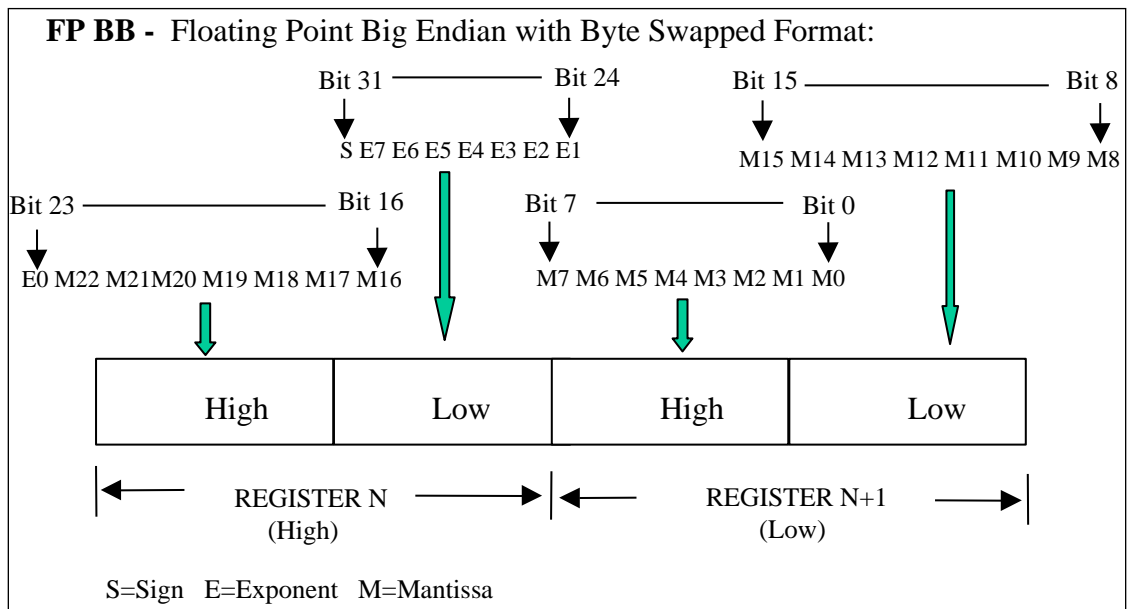 FP BB - Floating Point Big Endian with Byte Swapped Format:
Bit 31 Bit 24
Bit 15 Bit 8
S E7 E6 E5 E4 E3 E2 E1
M15 M14 M13 M12 M11 M10 M9 M8
Bit 23 Bit 16
Bit 7 Bit 0
E0 M22 M21M20 M19 M18 M17 M16
M7 M6 M5 M4 M3 M2 M1 M0
High Low High Low
REGISTER N REGISTER N+1
(High) (Low)
S=Sign E=Exponent M=Mantissa